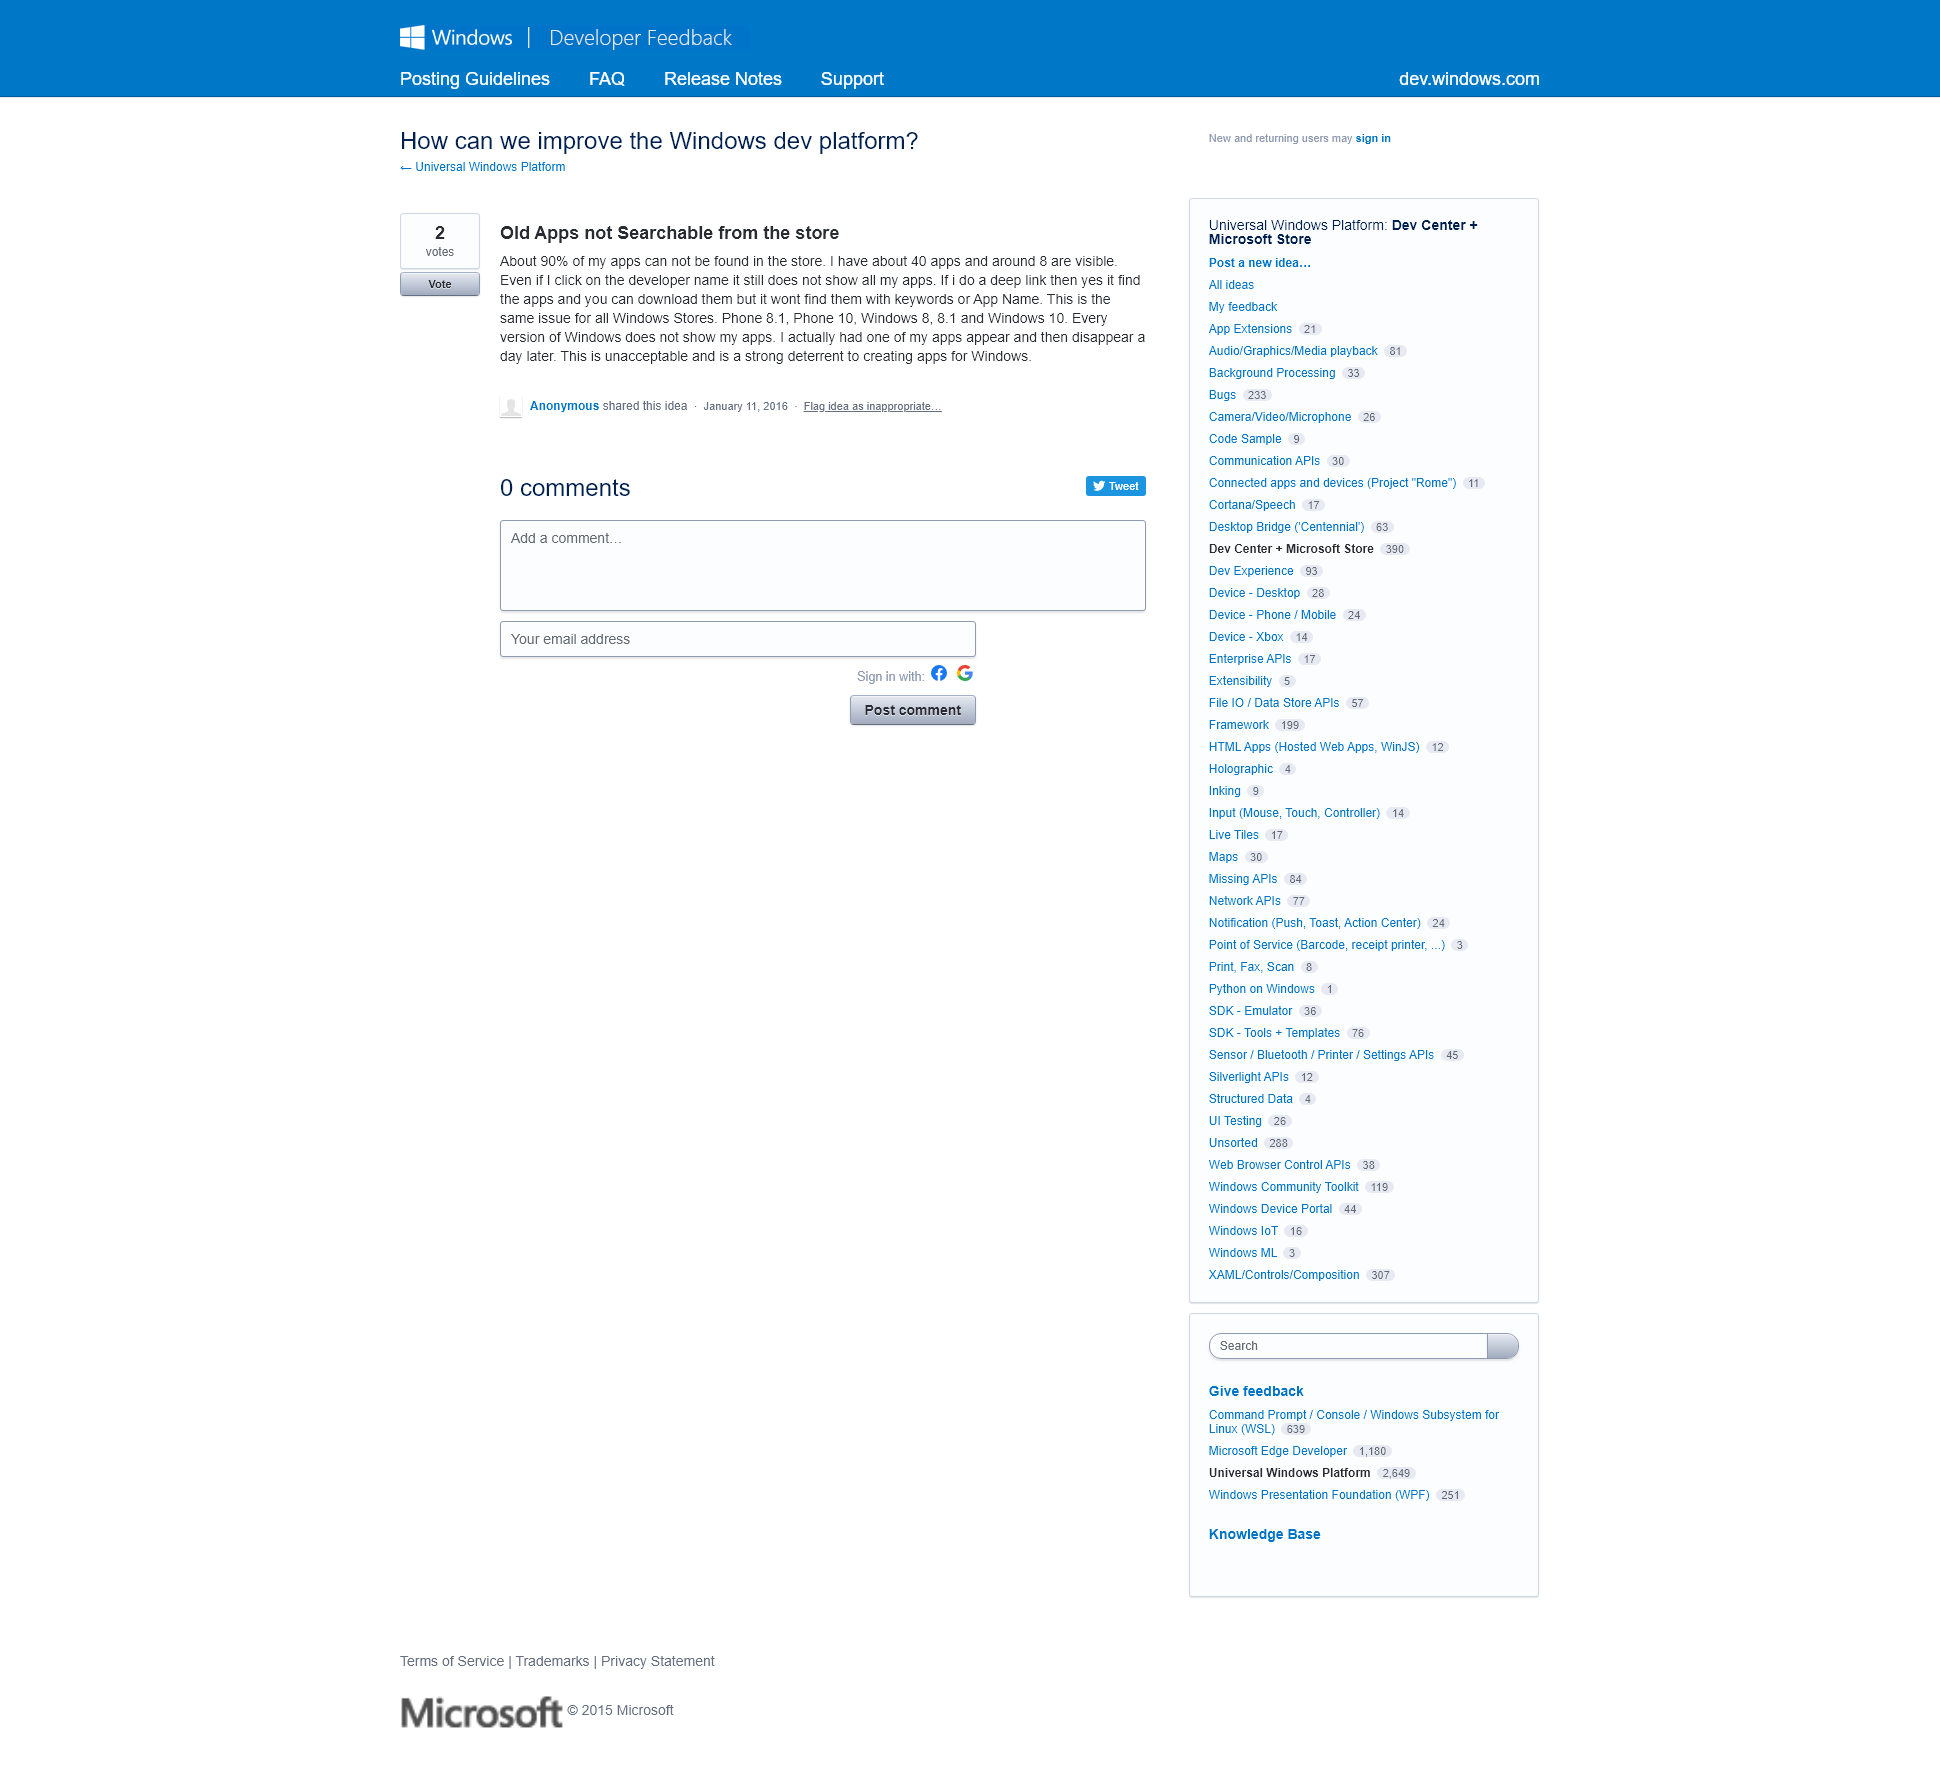 Windows | Developer Feedback
Posting Guidelines FAQ Release Notes Support dev.windows.com
How can we improve the Windows dev platform?
← Universal Windows Platform
New and returning users may sign in
2
votes
Vote
Old Apps not Searchable from the store
About 90% of my apps can not be found in the store. I have about 40 apps and around 8 are visible.
Even if I click on the developer name it still does not show all my apps. If i do a deep link then yes it find
the apps and you can download them but it wont find them with keywords or App Name. This is the
same issue for all Windows Stores. Phone 8.1, Phone 10, Windows 8, 8.1 and Windows 10. Every
version of Windows does not show my apps. I actually had one of my apps appear and then disappear a
day later. This is unacceptable and is a strong deterrent to creating apps for Windows.
Anonymous shared this idea · January 11, 2016 · Flag idea as inappropriate…
0 comments
Tweet
Add a comment…
Your email address
Sign in with:
Post comment
Universal Windows Platform: Dev Center +
Microsoft Store
Post a new idea…
All ideas
My feedback
App Extensions 21
Audio/Graphics/Media playback 81
Background Processing 33
Bugs 233
Camera/Video/Microphone 26
Code Sample 9
Communication APIs 30
Connected apps and devices (Project "Rome") 11
Cortana/Speech 17
Desktop Bridge ('Centennial') 63
Dev Center + Microsoft Store 390
Dev Experience 93
Device - Desktop 28
Device - Phone / Mobile 24
Device - Xbox 14
Enterprise APIs 17
Extensibility 5
File IO / Data Store APIs 57
Framework 199
HTML Apps (Hosted Web Apps, WinJS) 12
Holographic 4
Inking 9
Input (Mouse, Touch, Controller) 14
Live Tiles 17
Maps 30
Missing APIs 84
Network APIs 77
Notification (Push, Toast, Action Center) 24
Point of Service (Barcode, receipt printer, ...) 3
Print, Fax, Scan 8
Python on Windows 1
SDK - Emulator 36
SDK - Tools + Templates 76
Sensor / Bluetooth / Printer / Settings APIs 45
Silverlight APIs 12
Structured Data 4
UI Testing 26
Unsorted 288
Web Browser Control APIs 38
Windows Community Toolkit 119
Windows Device Portal 44
Windows IoT 16
Windows ML 3
XAML/Controls/Composition 307
Search
Give feedback
Command Prompt / Console / Windows Subsystem for
Linux (WSL) 639
Microsoft Edge Developer 1,180
Universal Windows Platform 2,649
Windows Presentation Foundation (WPF) 251
Knowledge Base
Terms of Service | Trademarks | Privacy Statement
Microsoft © 2015 Microsoft